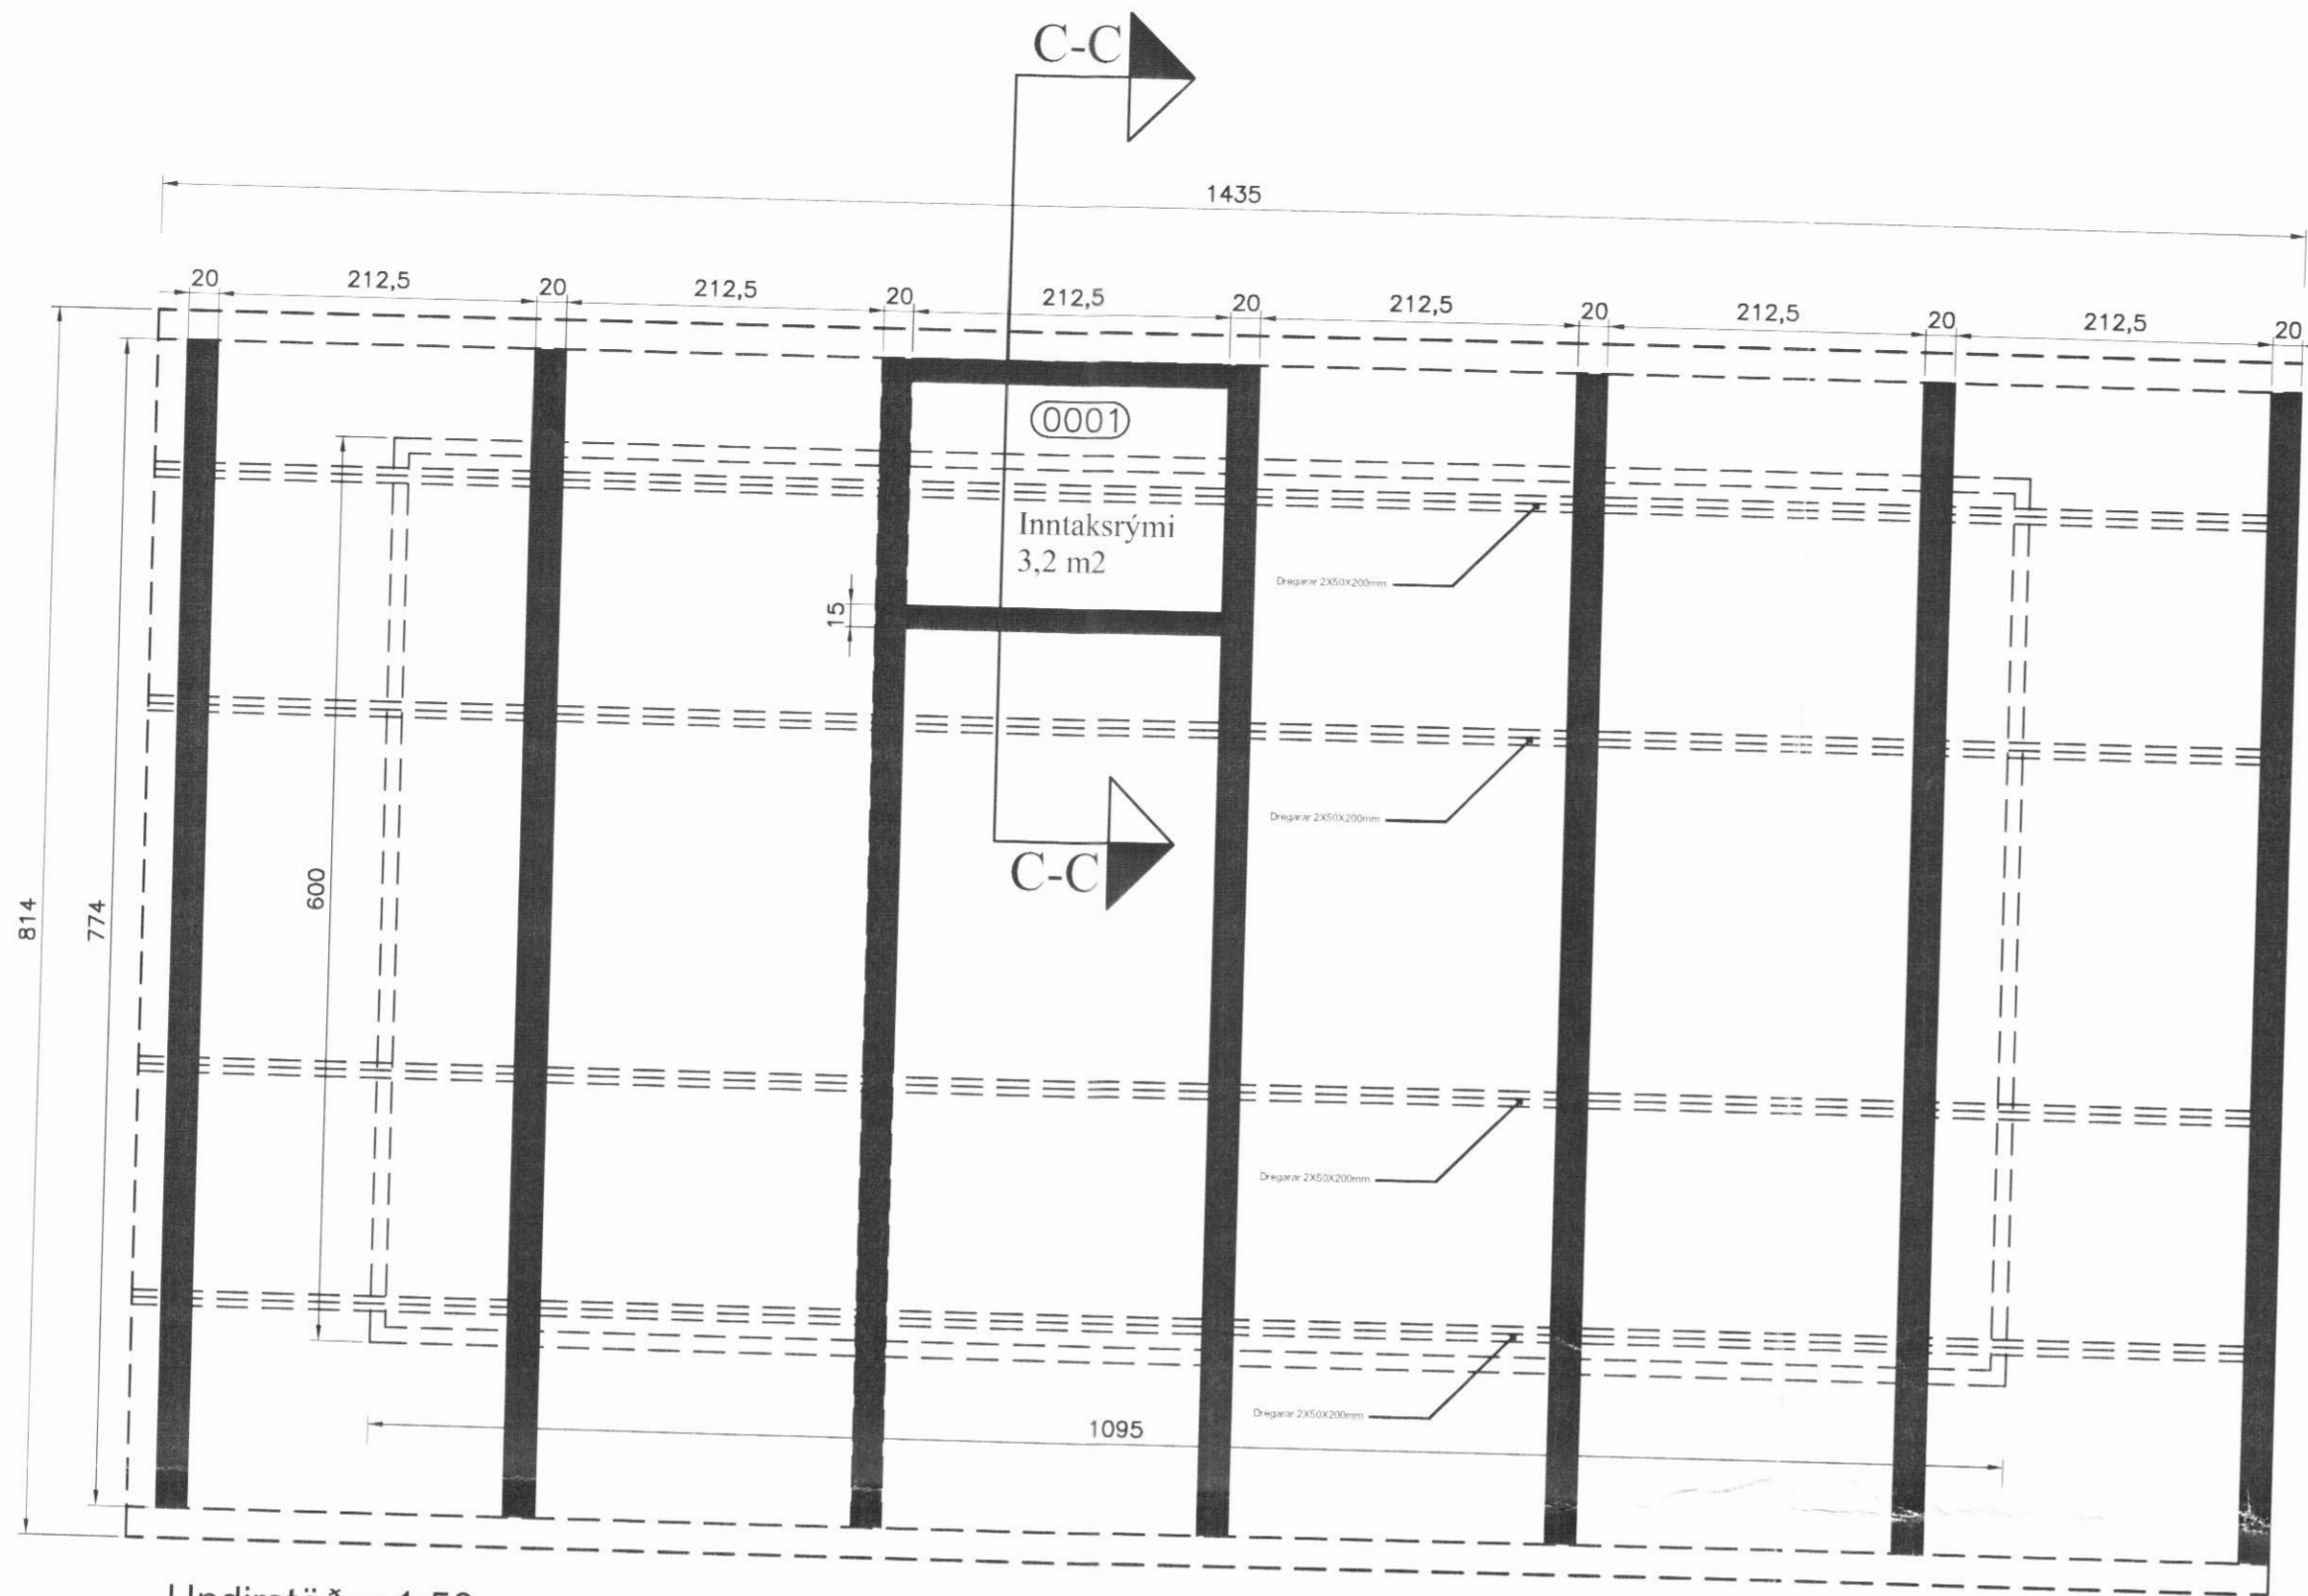 C-C
1435
20 212,5 20 212,5 20 212,5 20 212,5 20 212,5 20 212,5 20
0001
Inntaksrými
3,2 m2
Dregarar 2X50X200mm
15
Dregarar 2X50X200mm
C-C
600
814
774
Dregarar 2X50X200mm
Dregarar 2X50X200mm
1095